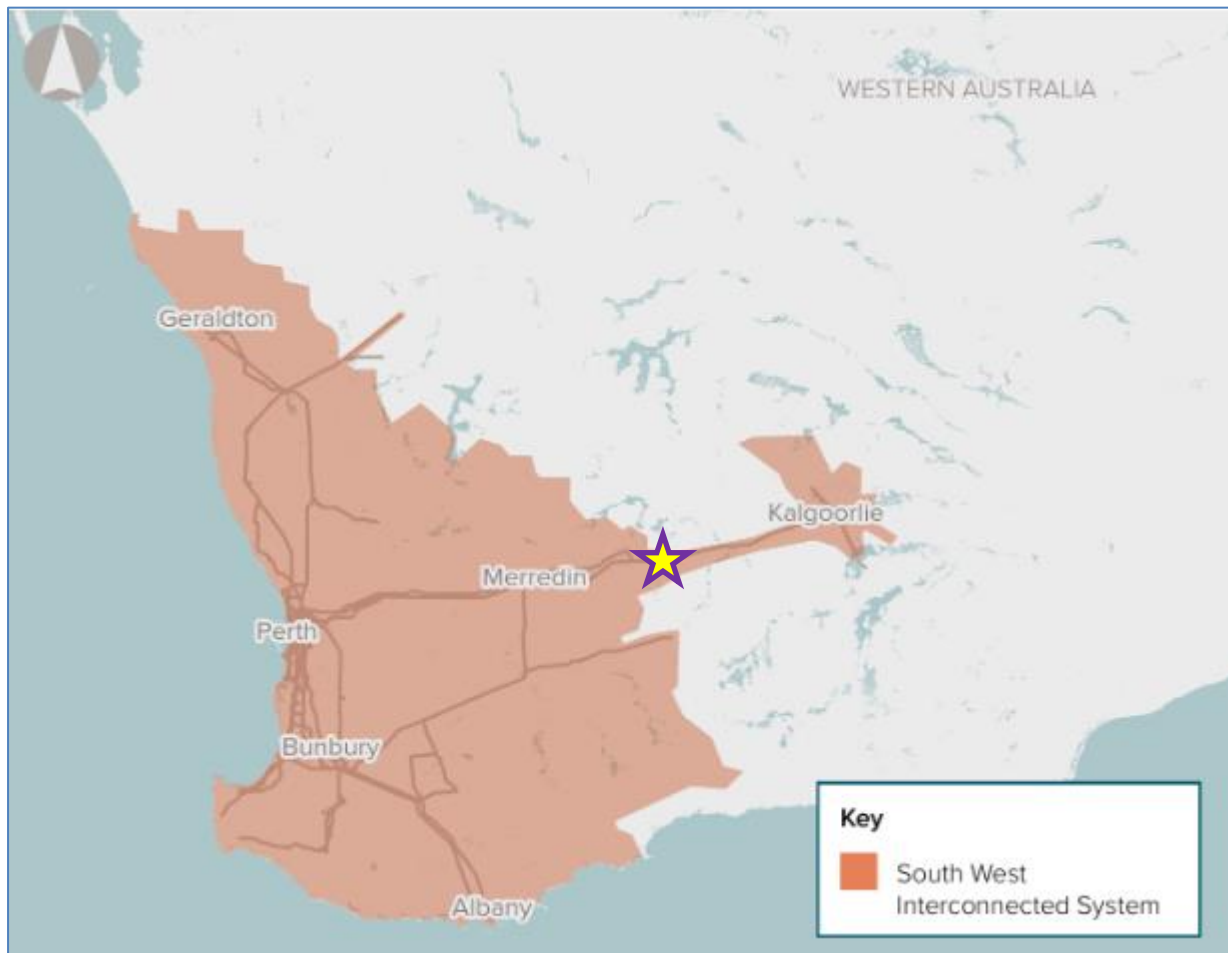 WESTERN AUSTRALIA
Geraldton
Kalgoorlie
Merredin
Perth
Bunbury
Albany
Key
South West
Interconnected System